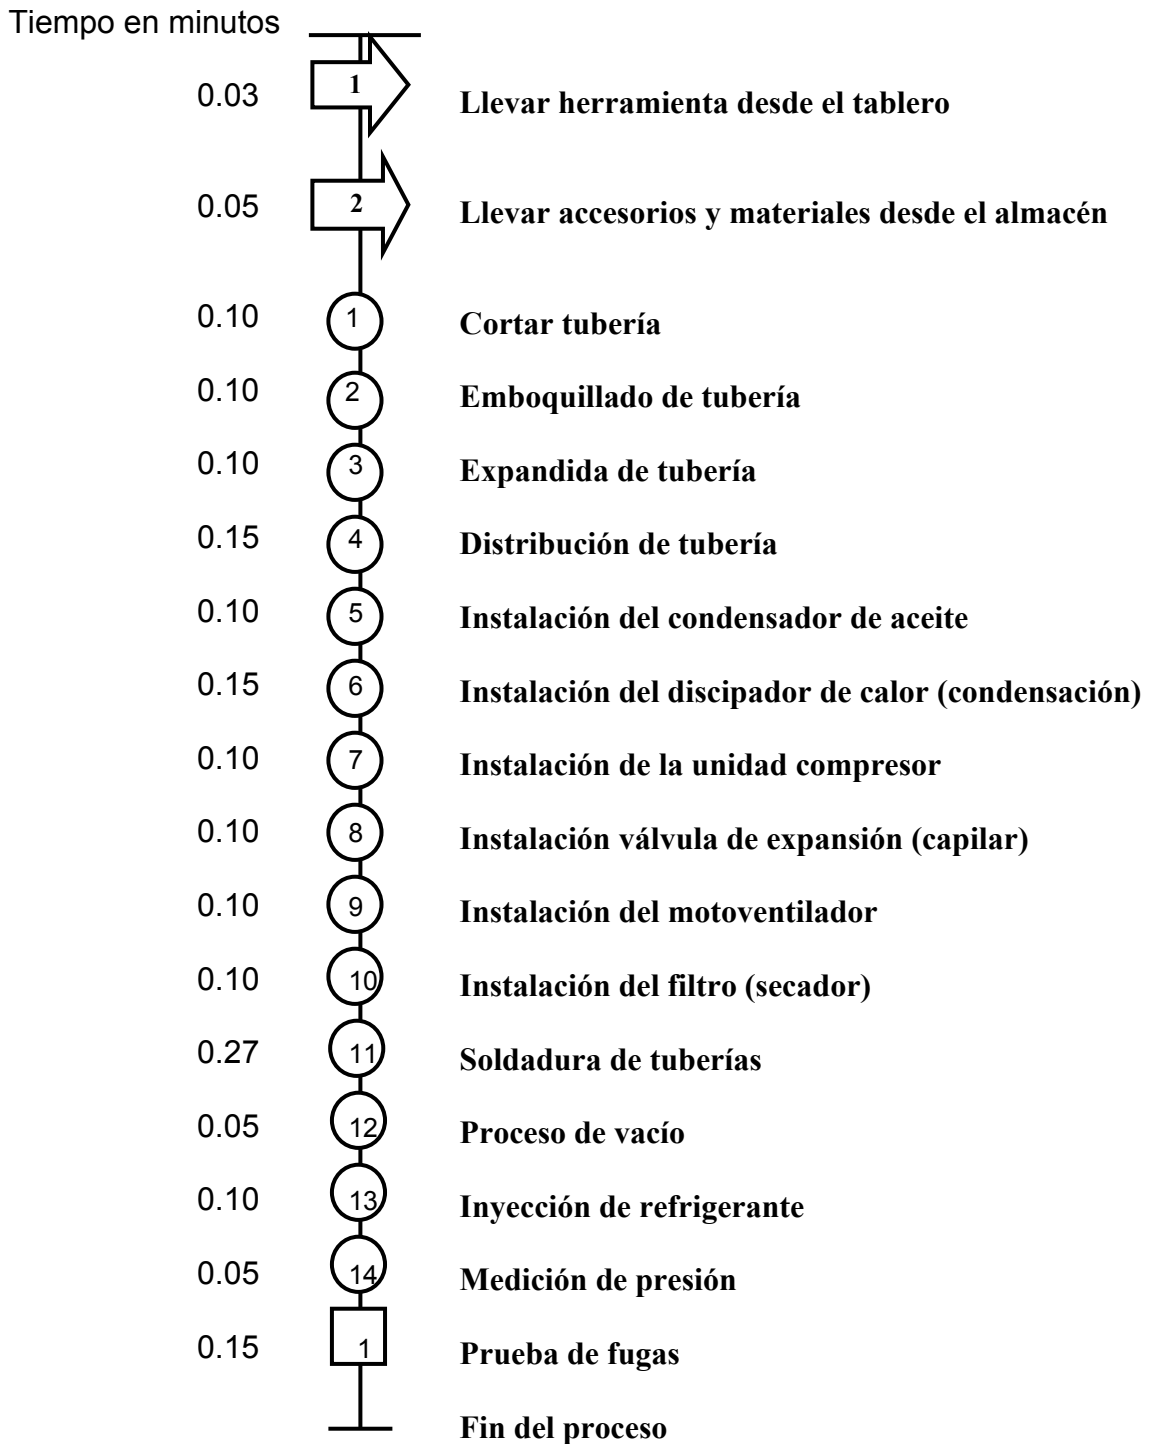 Tiempo en minutos
0.03 1 Llevar herramienta desde el tablero
0.05 2 Llevar accesorios y materiales desde el almacén
0.10 1 Cortar tubería
0.10 2 Emboquillado de tubería
0.10 3 Expandida de tubería
0.15 4 Distribución de tubería
0.10 5 Instalación del condensador de aceite
0.15 6 Instalación del discipador de calor (condensación)
0.10 7 Instalación de la unidad compresor
0.10 8 Instalación válvula de expansión (capilar)
0.10 9 Instalación del motoventilador
0.10 10 Instalación del filtro (secador)
0.27 11 Soldadura de tuberías
0.05 12 Proceso de vacío
0.10 13 Inyección de refrigerante
0.05 14 Medición de presión
0.15 1 Prueba de fugas
Fin del proceso